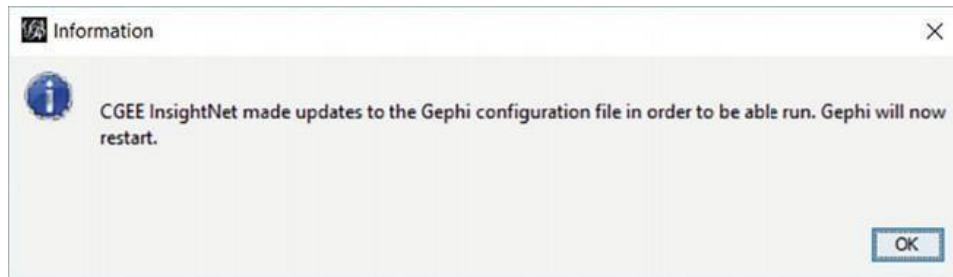 Information
CGEE InsightNet made updates to the Gephi configuration file in order to be able run. Gephi will now
restart.
OK